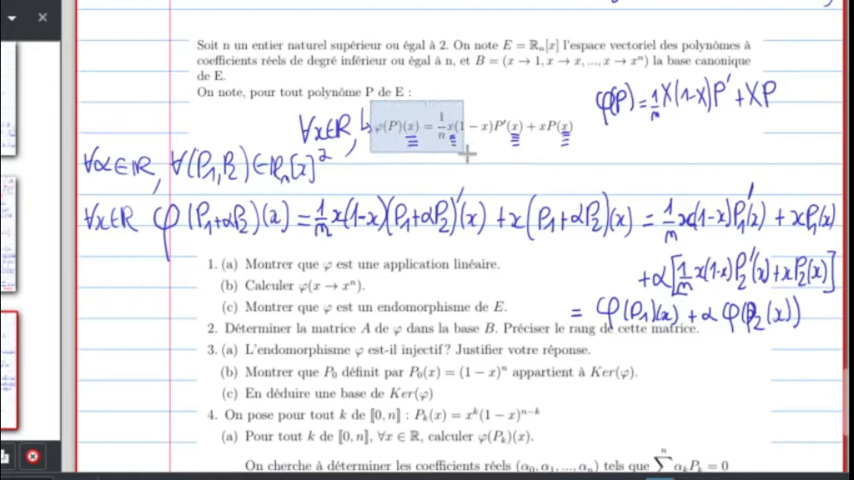 Soit n un entier naturel supérieur ou égal à 2. On note E = ℝₙ[x] l'espace vectoriel des polynômes à
coefficients réels de degré inférieur ou égal à n, et B = (x → 1, x → x, ..., x → xⁿ) la base canonique
de E.
On note, pour tout polynôme P de E :
φ(P) = 1/n X(1-X)P' + XP
∀x∈ℝ, φ(P)(x) = 1/n x(1 − x)P'(x) + xP(x)
∀α∈ℝ, ∀(P₁,P₂)∈ℝₙ[x]²
∀x∈ℝ φ(P₁+αP₂)(x) = 1/n x(1-x)(P₁+αP₂)'(x) + x(P₁+αP₂)(x) = 1/n x(1-x)P₁'(x) + xP₁(x)
+α[1/n x(1-x)P₂'(x)+xP₂(x)]
= φ(P₁)(x) + α φ(P₂(x))
1. (a) Montrer que φ est une application linéaire.
(b) Calculer φ(x → xⁿ).
(c) Montrer que φ est un endomorphisme de E.
2. Déterminer la matrice A de φ dans la base B. Préciser le rang de cette matrice.
3. (a) L'endomorphisme φ est-il injectif ? Justifier votre réponse.
(b) Montrer que P₀ définit par P₀(x) = (1 − x)ⁿ appartient à Ker(φ).
(c) En déduire une base de Ker(φ)
4. On pose pour tout k de ⟦0, n⟧ : Pₖ(x) = xᵏ(1 − x)ⁿ⁻ᵏ
(a) Pour tout k de ⟦0, n⟧, ∀x ∈ ℝ, calculer φ(Pₖ)(x).
On cherche à déterminer les coefficients réels (α₀, α₁, ..., αₙ) tels que ∑ⁿ αₖPₖ = 0